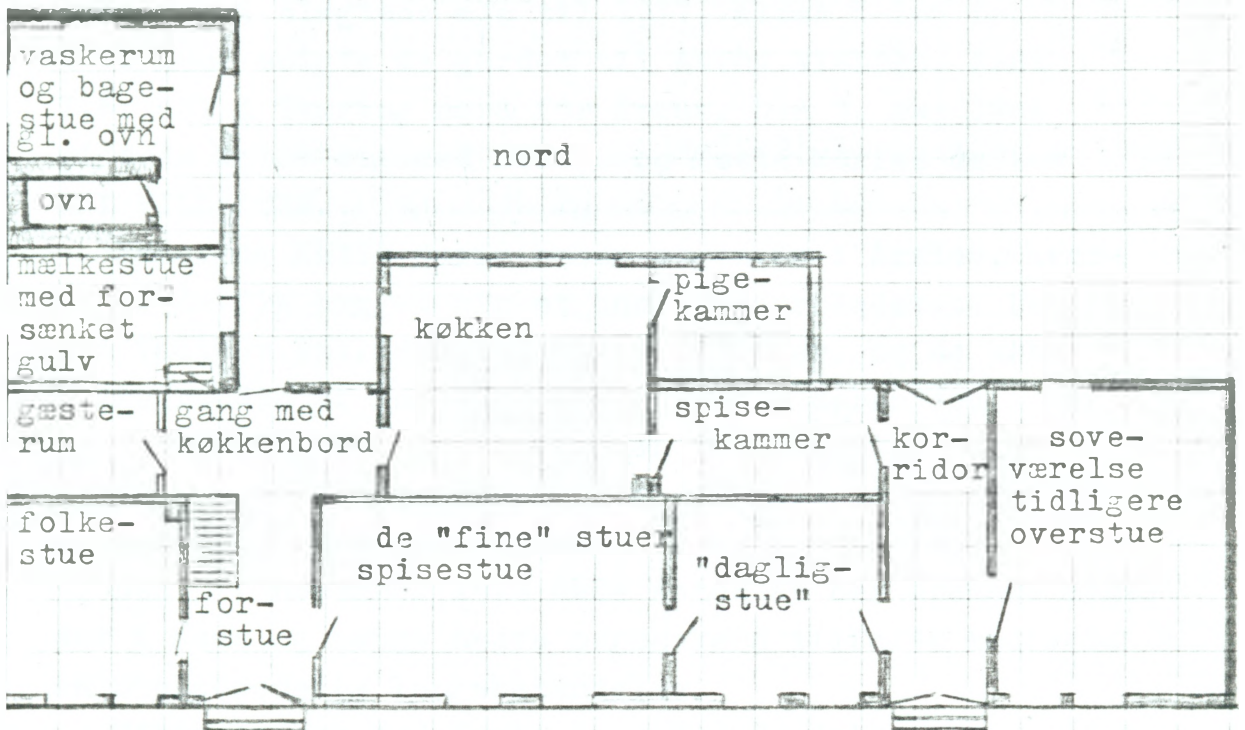 vaskerum
og bage-
stue med
gl. ovn
ovn
nord
mælkestue
med for-
sænket
gulv
køkken
pige-
kammer
gæste-
rum
gang med
køkkenbord
spise-
kammer
kor-
ridor
sove-
værelse
tidligere
overstue
folke-
stue
for-
stue
de "fine" stuer
spisestue
"daglig-
stue"